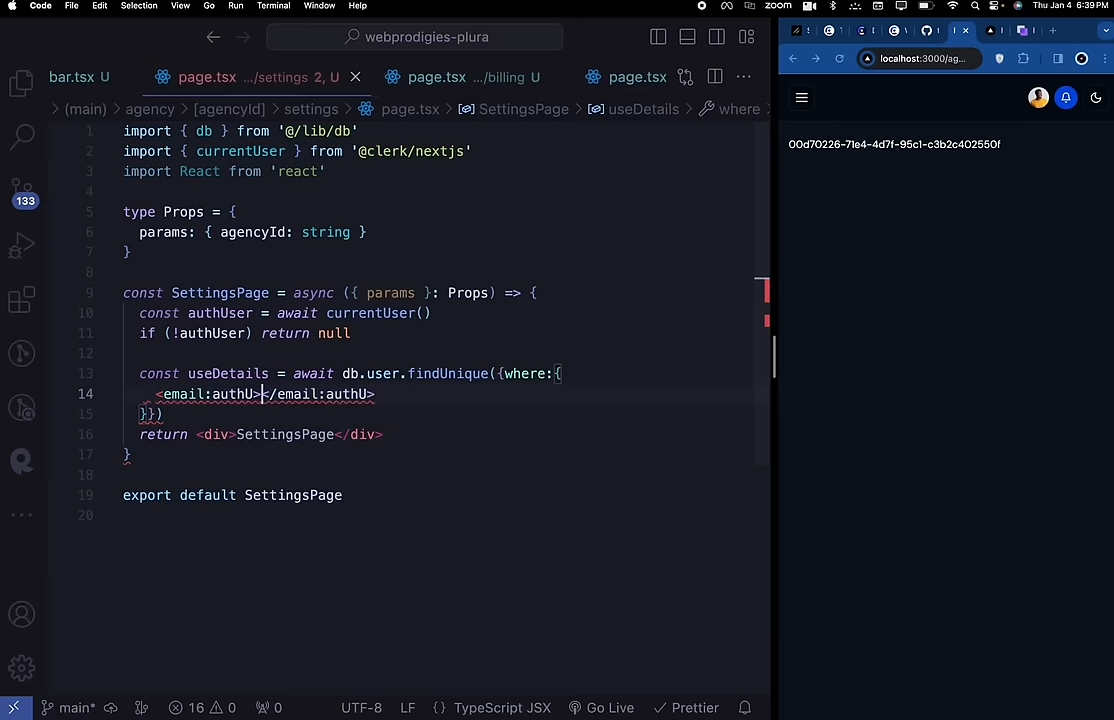 Code File Edit Selection View Go Run Terminal Window Help zoom Thu Jan 4 6:39 PM
webprodigies-plura
bar.tsx U page.tsx .../settings 2, U page.tsx .../billing U page.tsx
localhost:3000/ag...
> (main) > agency > [agencyId] > settings > page.tsx > SettingsPage > useDetails > where >
1 import { db } from '@/lib/db'
2 import { currentUser } from '@clerk/nextjs'
3 import React from 'react'
4
5 type Props = {
6 params: { agencyId: string }
7 }
8
9 const SettingsPage = async ({ params }: Props) => {
10 const authUser = await currentUser()
11 if (!authUser) return null
12
13 const useDetails = await db.user.findUnique({where:{
14 <email:authU></email:authU>
15 }})
16 return <div>SettingsPage</div>
17 }
18
19 export default SettingsPage
20
133
00d70226-71e4-4d7f-95c1-c3b2c402550f
main* 16 0 0 UTF-8 LF {} TypeScript JSX Go Live Prettier